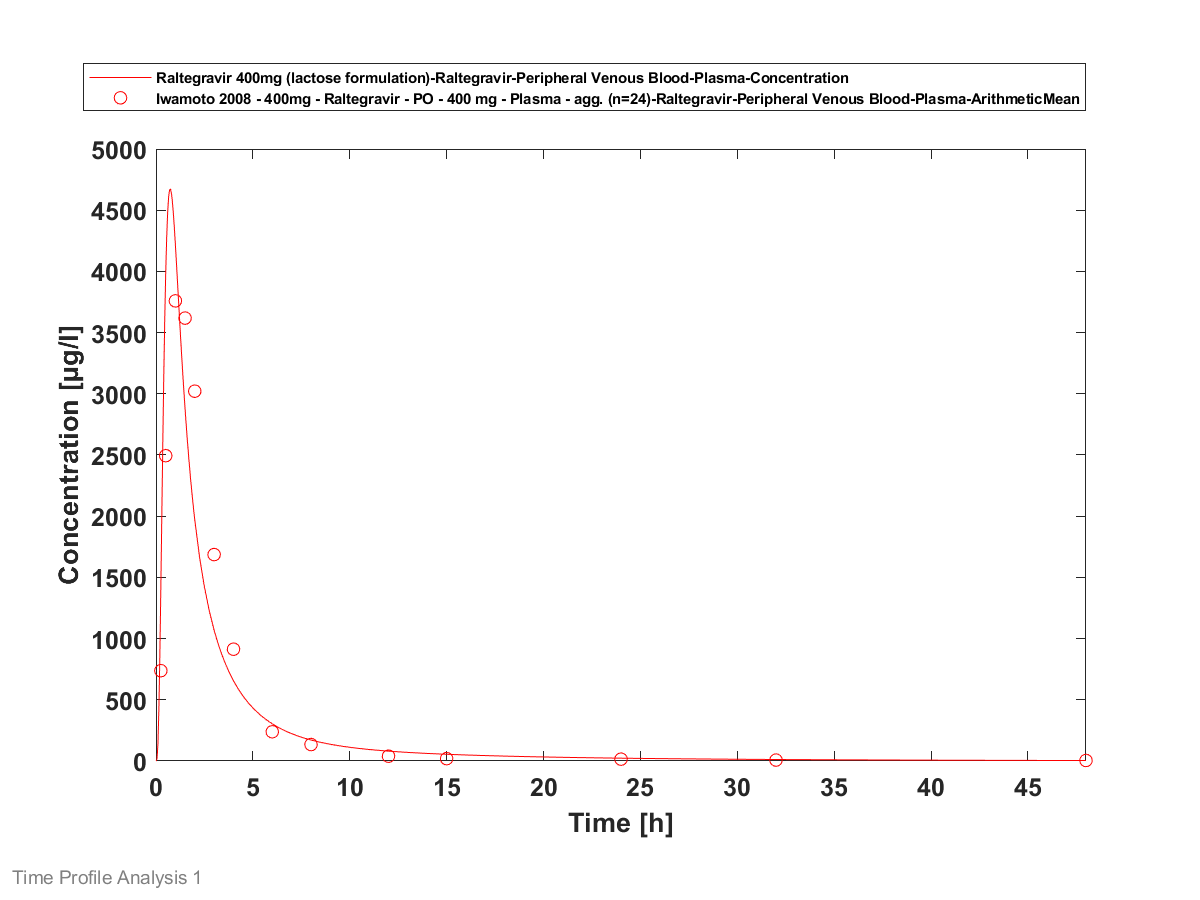 Raltegravir 400mg (lactose formulation)-Raltegravir-Peripheral Venous Blood-Plasma-Concentration
Iwamoto 2008 - 400mg - Raltegravir - PO - 400 mg - Plasma - agg. (n=24)-Raltegravir-Peripheral Venous Blood-Plasma-ArithmeticMean
5000
4500
4000
3500
3000
2500
2000
1500
1000
500
0
Concentration [µg/l]
0 5 10 15 20 25 30 35 40 45
Time [h]
Time Profile Analysis 1